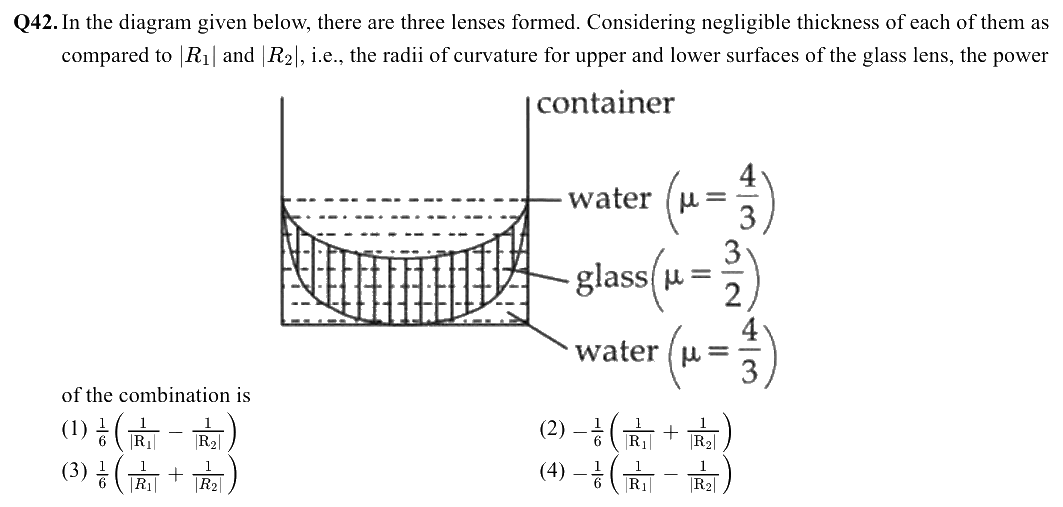 Q42. In the diagram given below, there are three lenses formed. Considering negligible thickness of each of them as
compared to |R₁| and |R₂|, i.e., the radii of curvature for upper and lower surfaces of the glass lens, the power
container
water (μ = 4/3)
glass (μ = 3/2)
water (μ = 4/3)
of the combination is
(1) 1/6 (1/|R₁| − 1/|R₂|)
(2) −1/6 (1/|R₁| + 1/|R₂|)
(3) 1/6 (1/|R₁| + 1/|R₂|)
(4) −1/6 (1/|R₁| − 1/|R₂|)